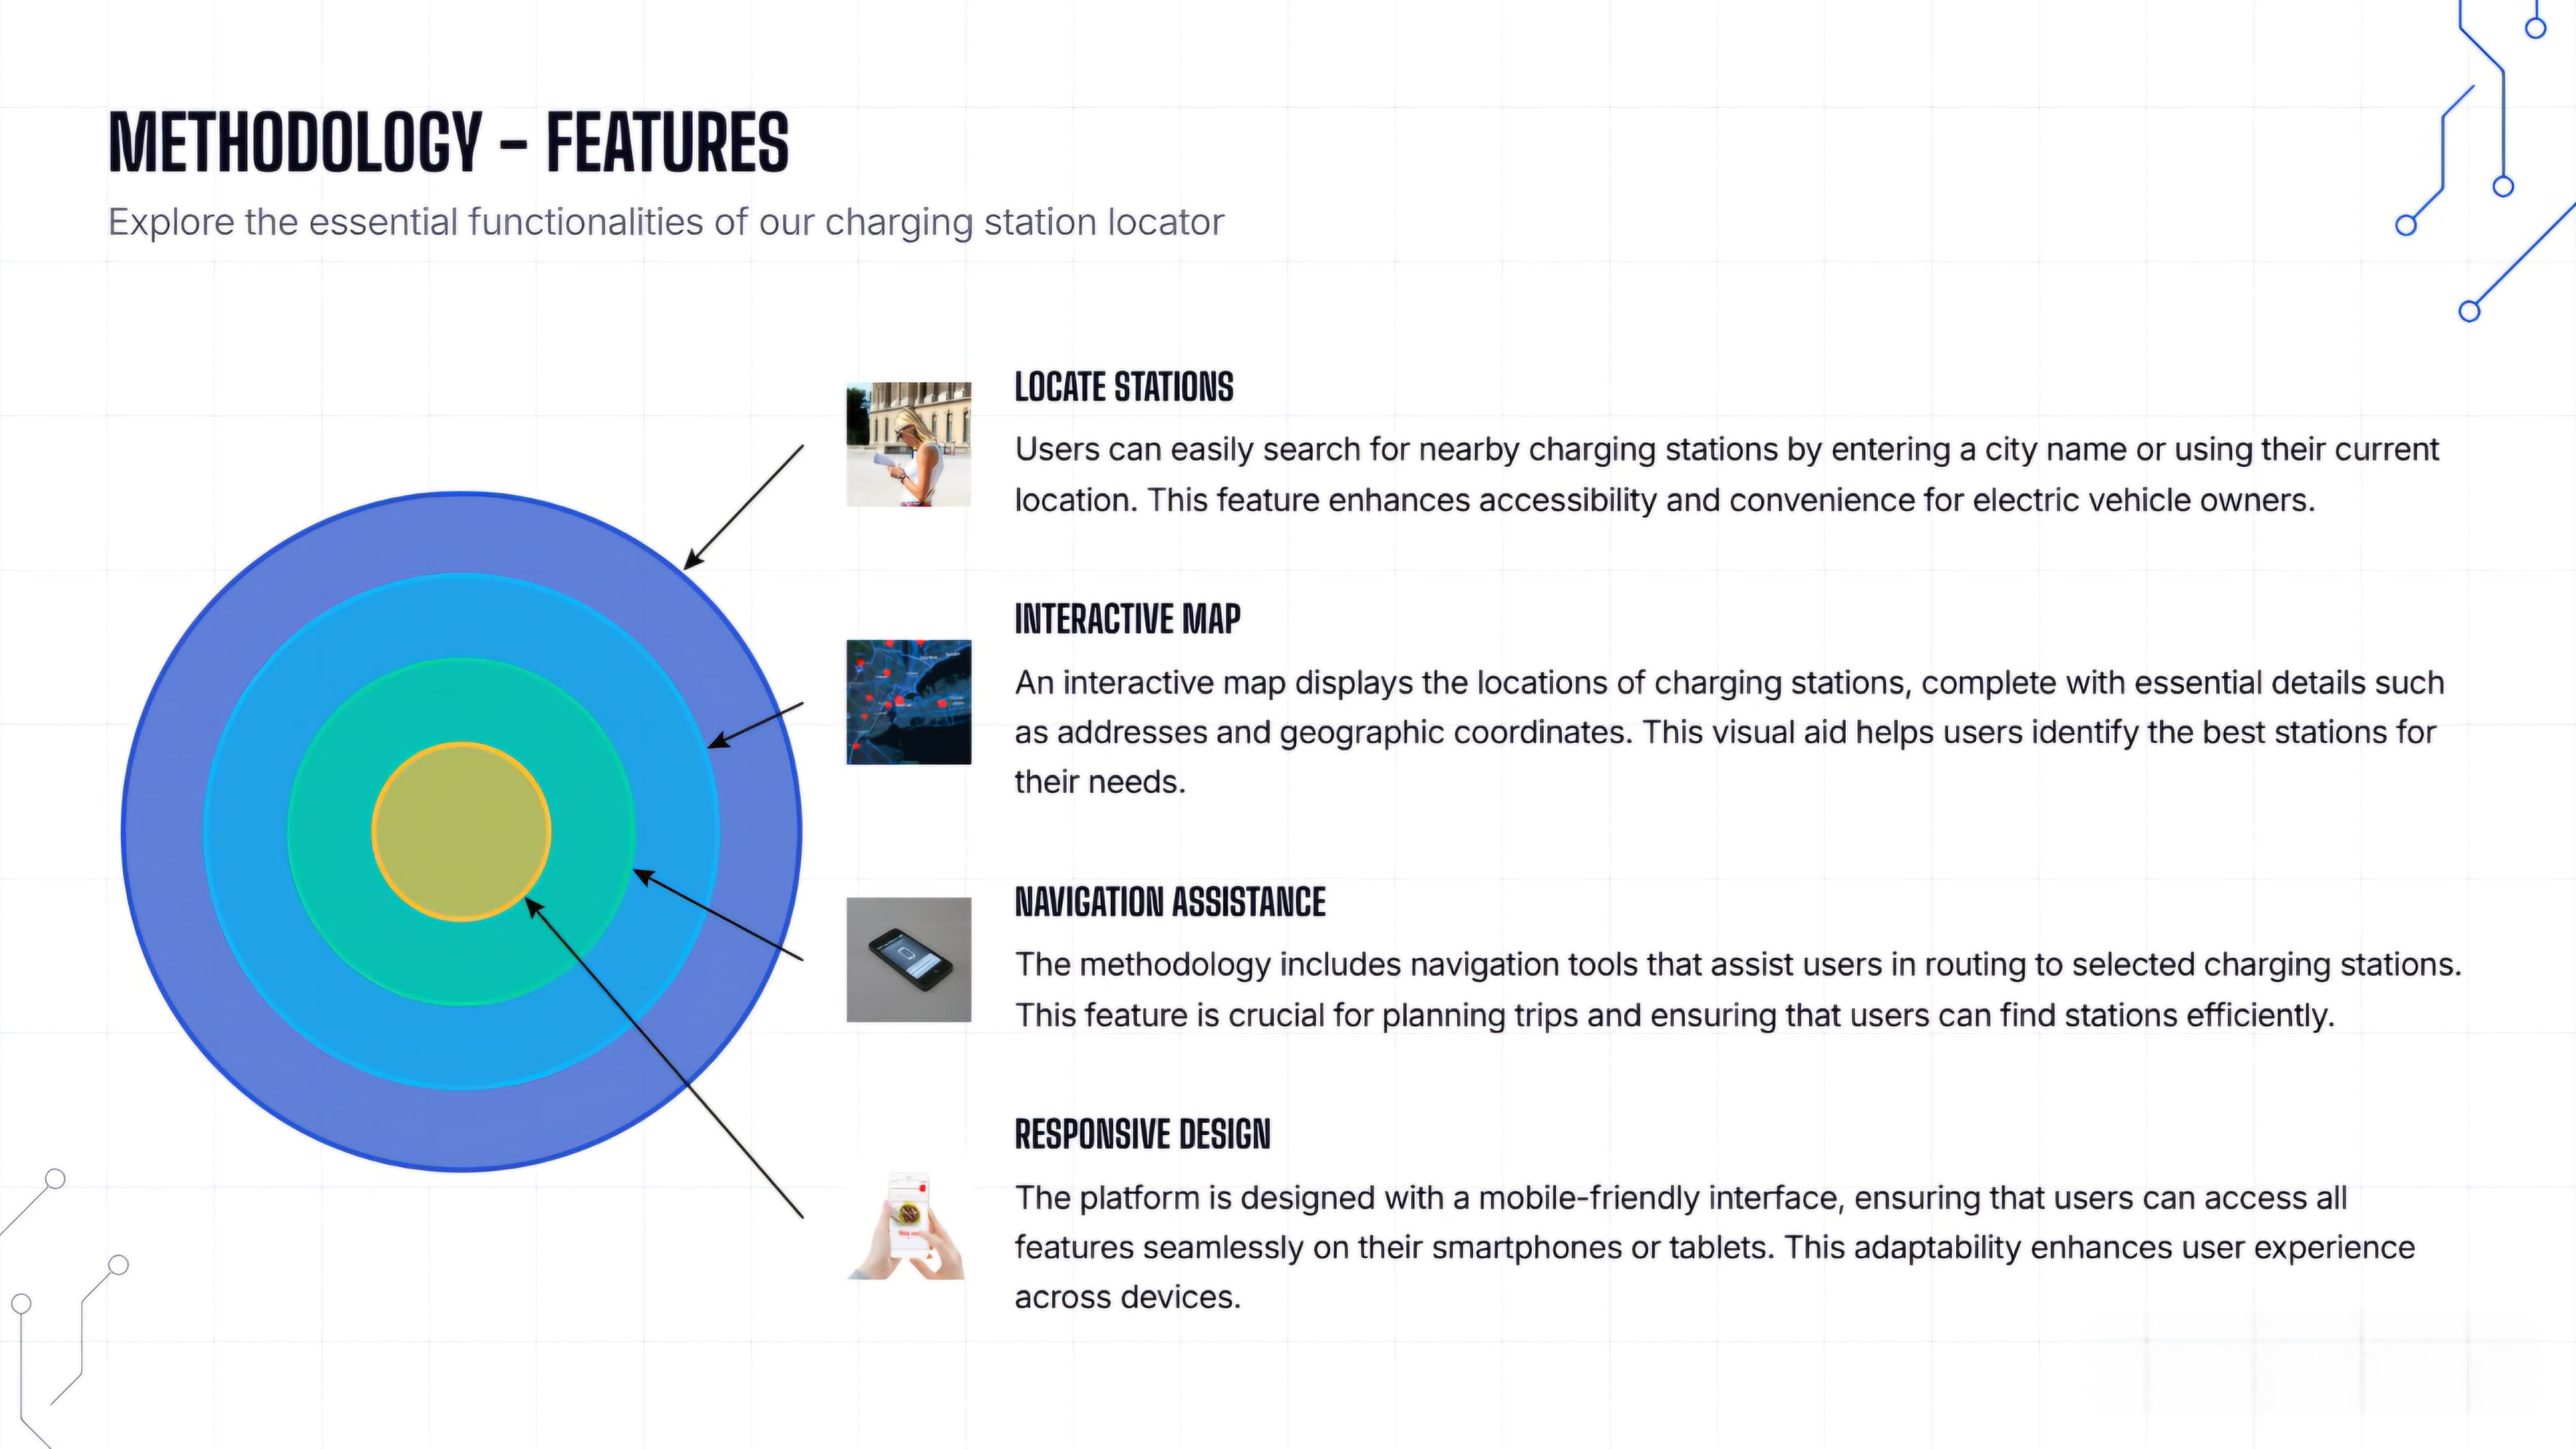 METHODOLOGY – FEATURES
Explore the essential functionalities of our charging station locator
LOCATE STATIONS
Users can easily search for nearby charging stations by entering a city name or using their current
location. This feature enhances accessibility and convenience for electric vehicle owners.
INTERACTIVE MAP
An interactive map displays the locations of charging stations, complete with essential details such
as addresses and geographic coordinates. This visual aid helps users identify the best stations for
their needs.
NAVIGATION ASSISTANCE
The methodology includes navigation tools that assist users in routing to selected charging stations.
This feature is crucial for planning trips and ensuring that users can find stations efficiently.
RESPONSIVE DESIGN
The platform is designed with a mobile-friendly interface, ensuring that users can access all
features seamlessly on their smartphones or tablets. This adaptability enhances user experience
across devices.